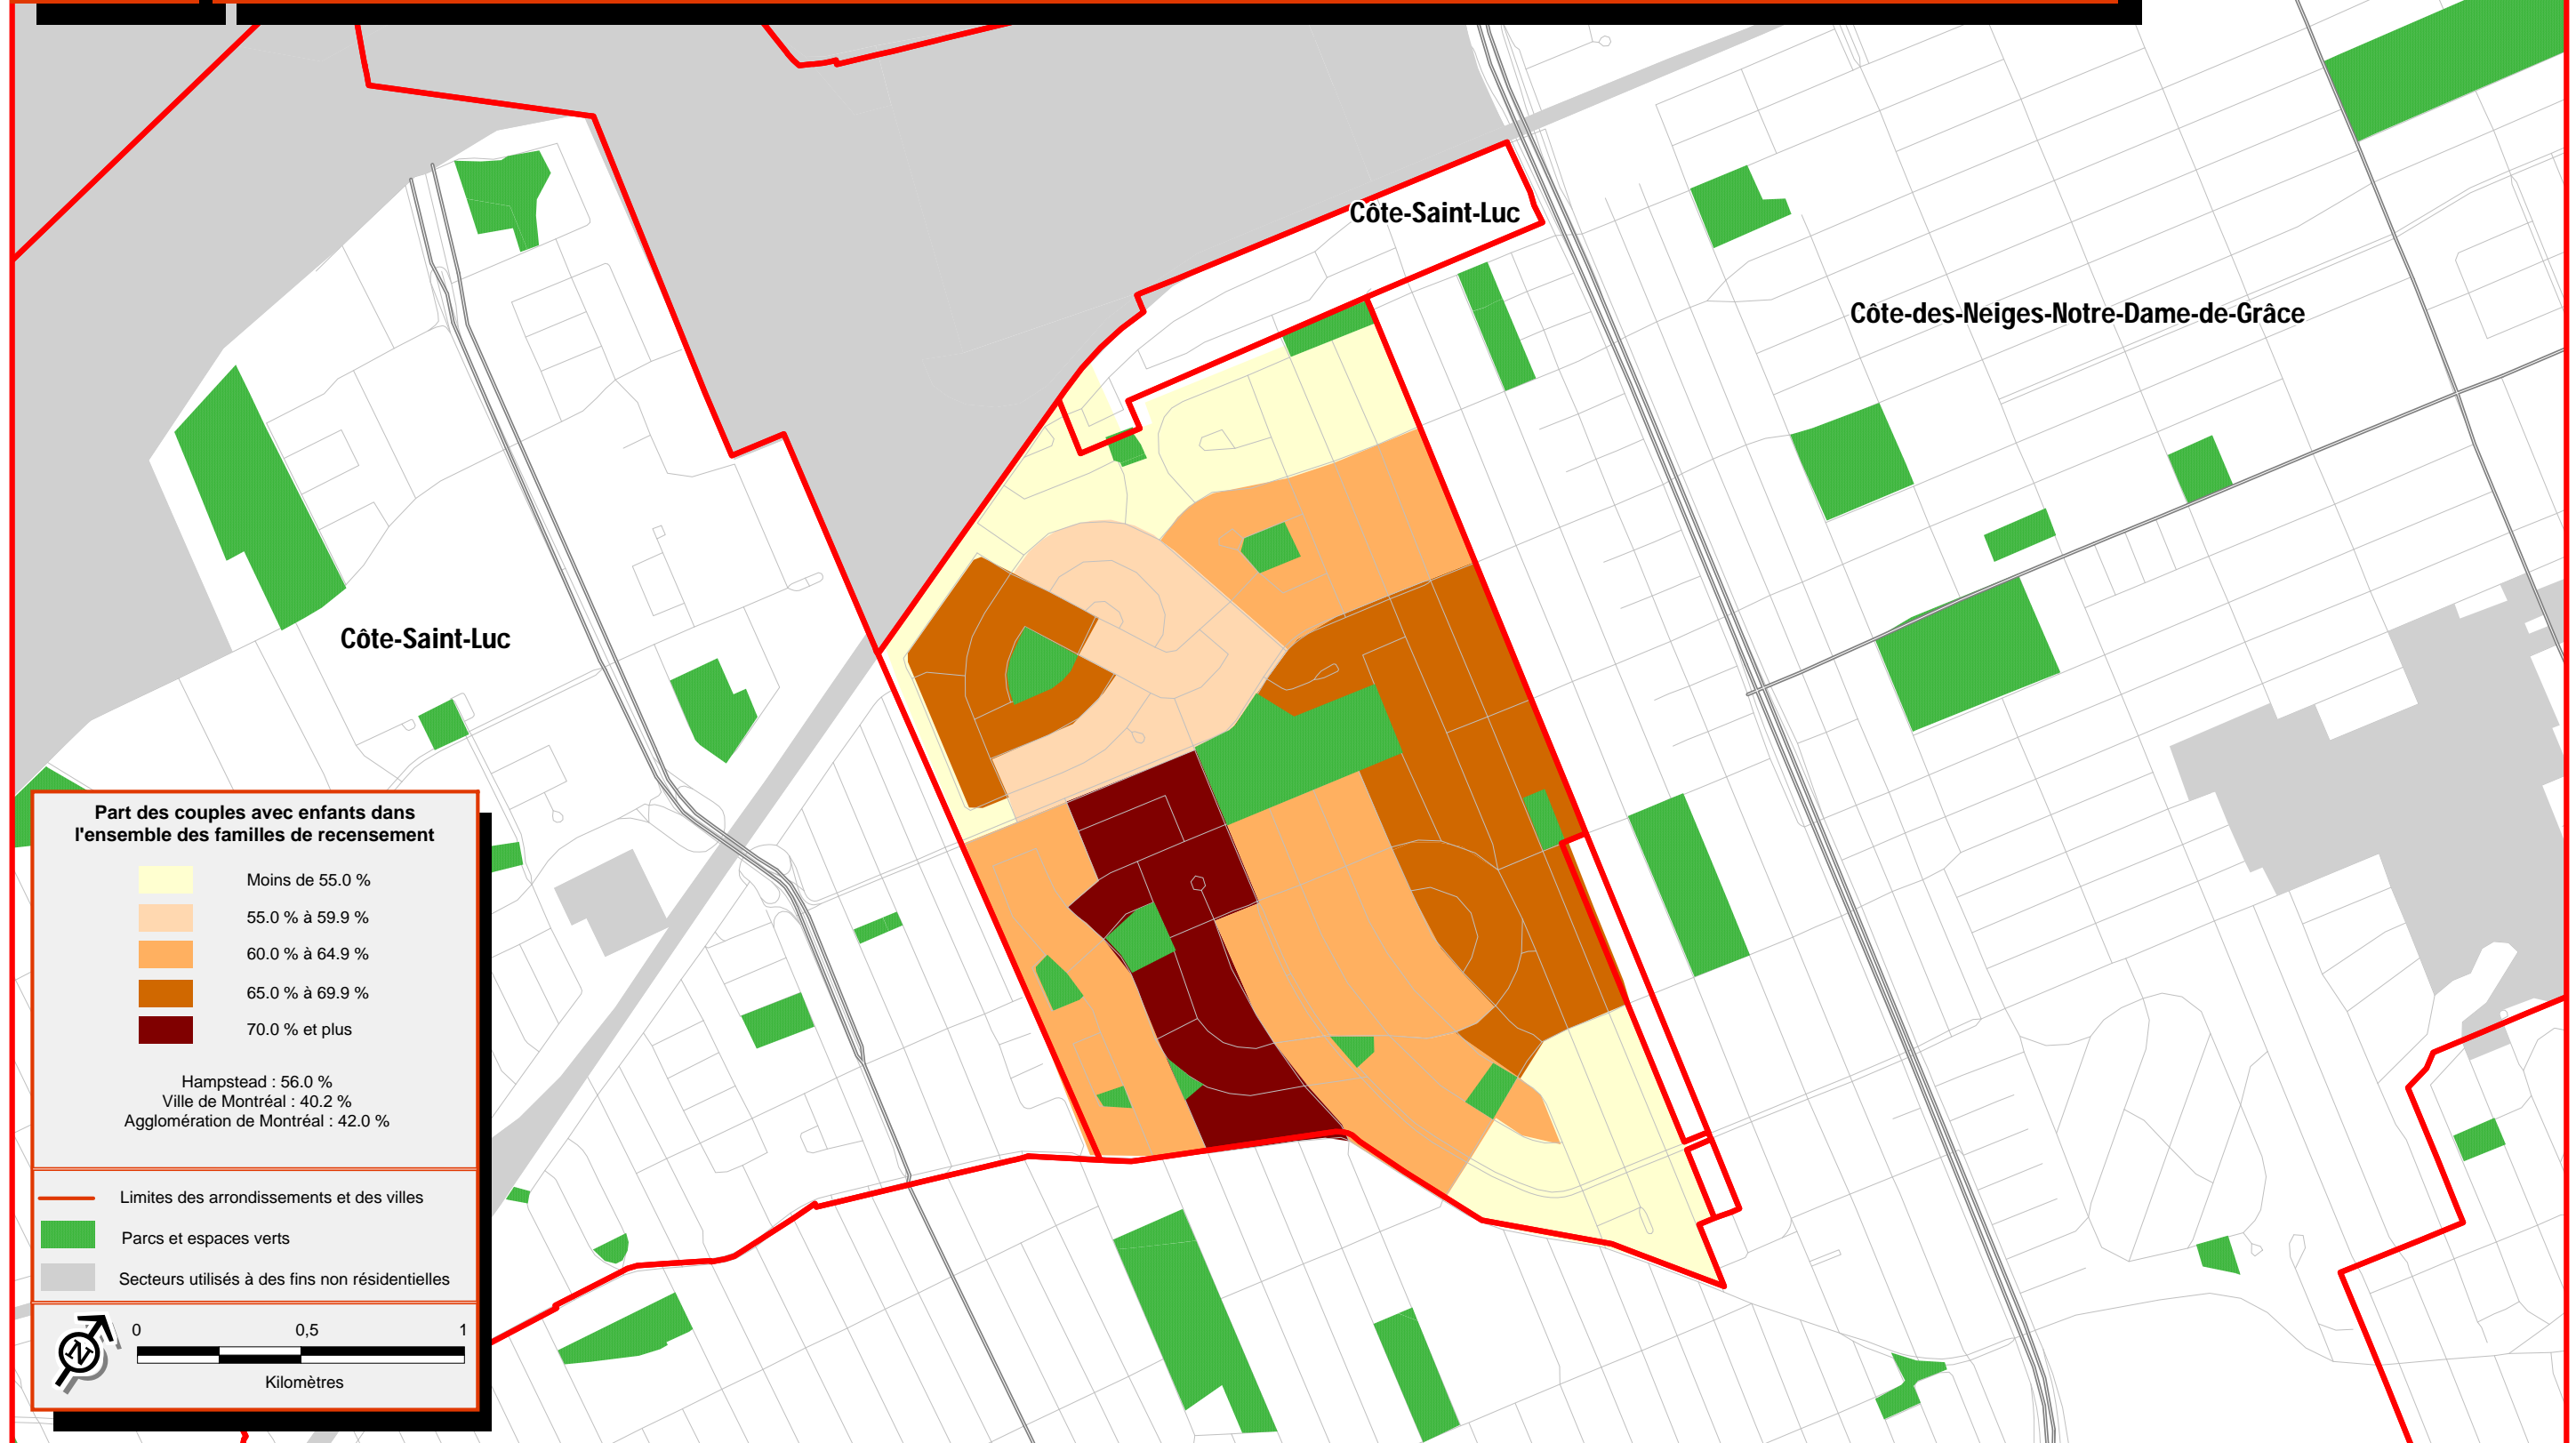 Côte-Saint-Luc
Côte-des-Neiges-Notre-Dame-de-Grâce
Côte-Saint-Luc
Part des couples avec enfants dans
l'ensemble des familles de recensement
Moins de 55.0 %
55.0 % à 59.9 %
60.0 % à 64.9 %
65.0 % à 69.9 %
70.0 % et plus
Hampstead : 56.0 %
Ville de Montréal : 40.2 %
Agglomération de Montréal : 42.0 %
Limites des arrondissements et des villes
Parcs et espaces verts
Secteurs utilisés à des fins non résidentielles
N
0 0,5 1
Kilomètres